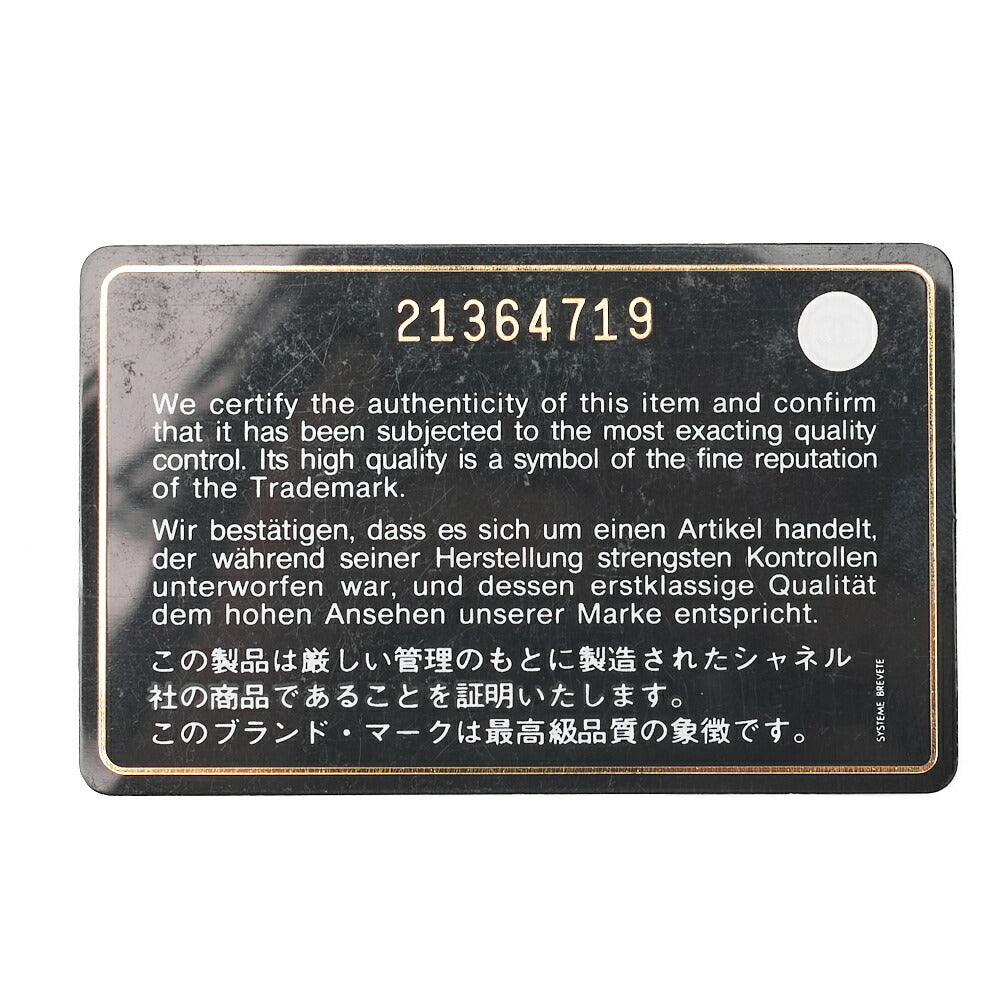 21364719
We certify the authenticity of this item and confirm
that it has been subjected to the most exacting quality
control. Its high quality is a symbol of the fine reputation
of the Trademark.
Wir bestätigen, dass es sich um einen Artikel handelt,
der während seiner Herstellung strengsten Kontrollen
unterworfen war, und dessen erstklassige Qualität
dem hohen Ansehen unserer Marke entspricht.
この製品は厳しい管理のもとに製造されたシャネル
社の商品であることを証明いたします。
このブランド・マークは最高級品質の象徴です。
SYSTEME BREVETE